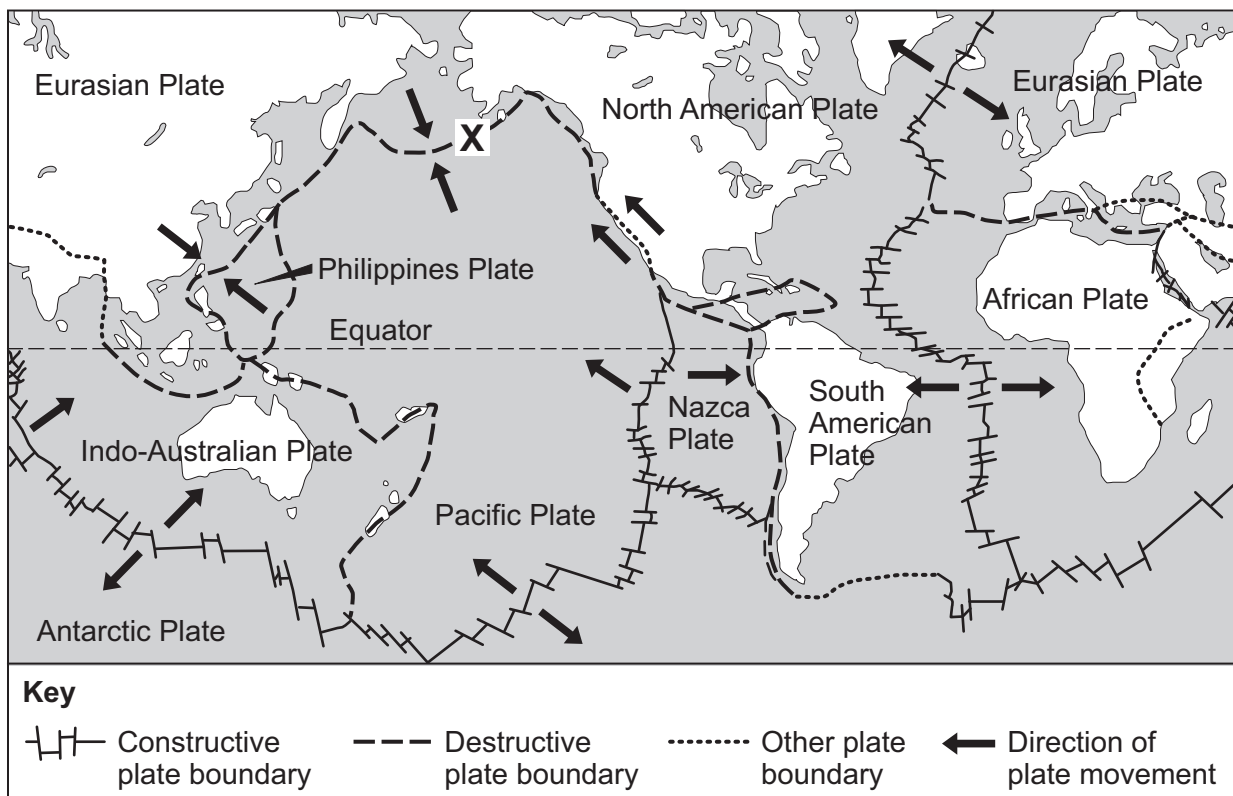 Eurasian Plate
X
North American Plate
Eurasian Plate
Philippines Plate
Equator
African Plate
Nazca
Plate
South
American
Plate
Indo-Australian Plate
Pacific Plate
Antarctic Plate
Key
Constructive
plate boundary
Destructive
plate boundary
Other plate
boundary
Direction of
plate movement